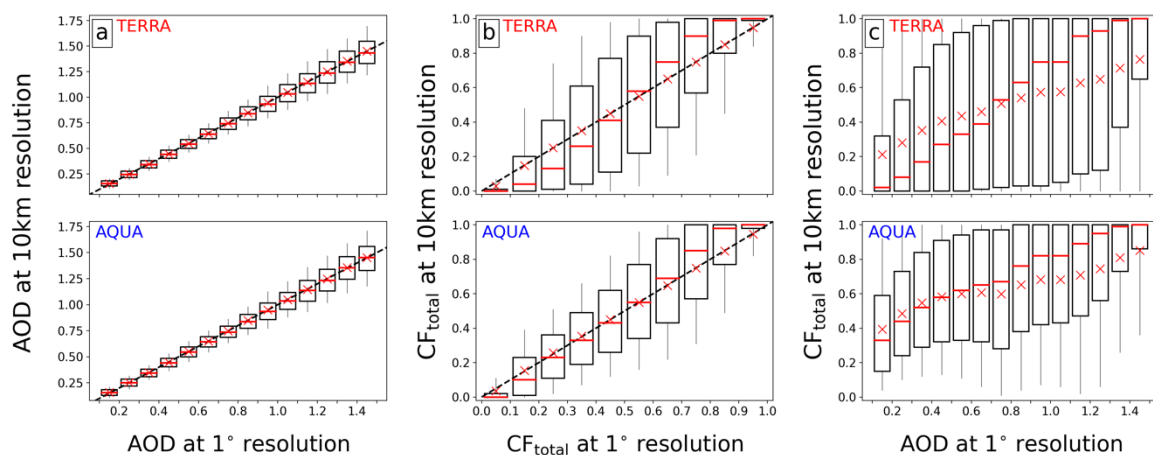 a TERRA
1.75
1.50
1.25
1.00
0.75
0.50
0.25
b TERRA
1.0
0.8
0.6
0.4
0.2
0.0
c TERRA
1.0
0.8
0.6
0.4
0.2
0.0
AQUA
1.75
1.50
1.25
1.00
0.75
0.50
0.25
0.2 0.4 0.6 0.8 1.0 1.2 1.4
AQUA
1.0
0.8
0.6
0.4
0.2
0.0
0.0 0.1 0.2 0.3 0.4 0.5 0.6 0.7 0.8 0.9 1.0
AQUA
1.0
0.8
0.6
0.4
0.2
0.0
0.2 0.4 0.6 0.8 1.0 1.2 1.4
AOD at 10km resolution
CF_total at 10km resolution
CF_total at 10km resolution
AOD at 1° resolution
CF_total at 1° resolution
AOD at 1° resolution